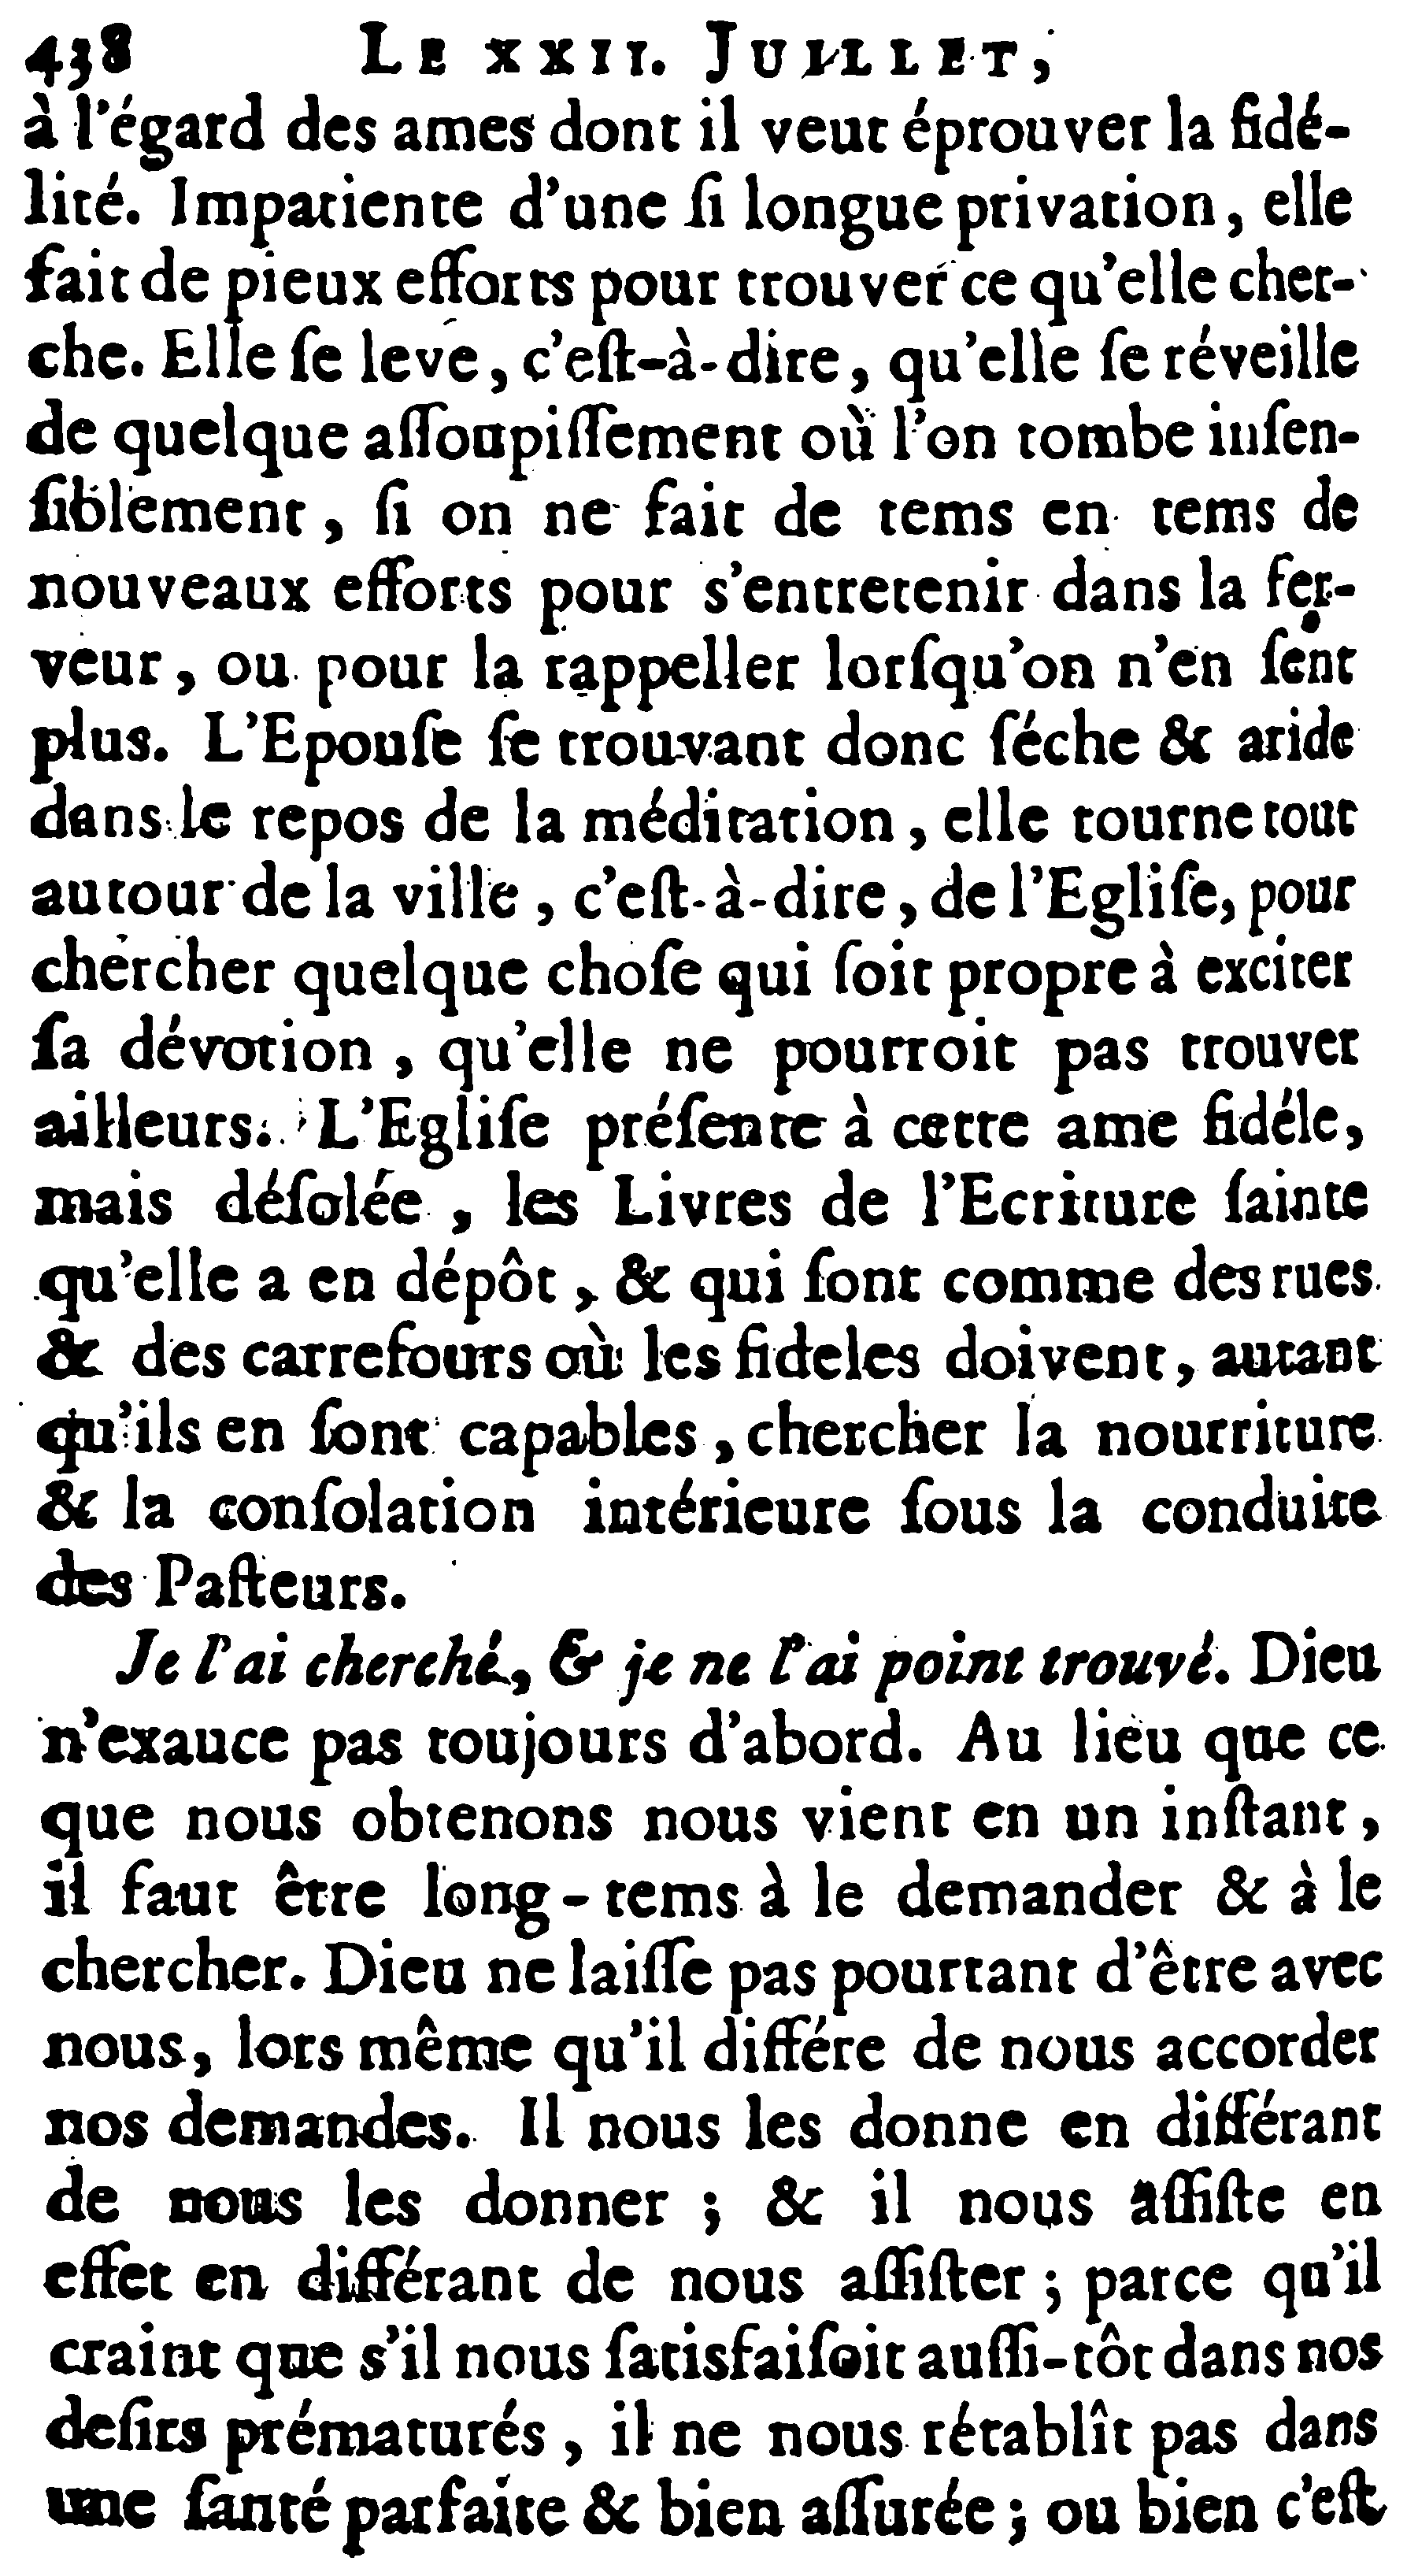 438 LE XXII. JUILLET,
à l'égard des ames dont il veut éprouver la fidé-
lité. Impatiente d'une ſi longue privation, elle
fait de pieux efforts pour trouver ce qu'elle cher-
che. Elle ſe leve, c'eſt-à-dire, qu'elle ſe réveille
de quelque aſſoupiſſement où l'on tombe inſen-
ſiblement, ſi on ne fait de tems en tems de
nouveaux efforts pour s'entretenir dans la fer-
veur, ou pour la rappeller lorſqu'on n'en ſent
plus. L'Epouſe ſe trouvant donc ſéche & aride
dans le repos de la méditation, elle tourne tout
autour de la ville, c'eſt-à-dire, de l'Egliſe, pour
chercher quelque choſe qui ſoit propre à exciter
ſa dévotion, qu'elle ne pourroit pas trouver
ailleurs. L'Egliſe préſente à cette ame fidéle,
mais déſolée, les Livres de l'Ecriture ſainte
qu'elle a en dépôt, & qui ſont comme des rues
& des carrefours où les fideles doivent, autant
qu'ils en ſont capables, chercher la nourriture
& la conſolation intérieure ſous la conduite
des Paſteurs.
Je l'ai cherché, & je ne l'ai point trouvé. Dieu
n'exauce pas toujours d'abord. Au lieu que ce
que nous obtenons nous vient en un inſtant,
il faut être long-tems à le demander & à le
chercher. Dieu ne laiſſe pas pourtant d'être avec
nous, lors même qu'il différe de nous accorder
nos demandes. Il nous les donne en différant
de nous les donner ; & il nous aſſiſte en
effet en différant de nous aſſiſter ; parce qu'il
craint que s'il nous ſatisfaiſoit auſſi-tôt dans nos
deſirs prématurés, il ne nous rétablît pas dans
une ſanté parfaite & bien aſſurée ; ou bien c'eſt